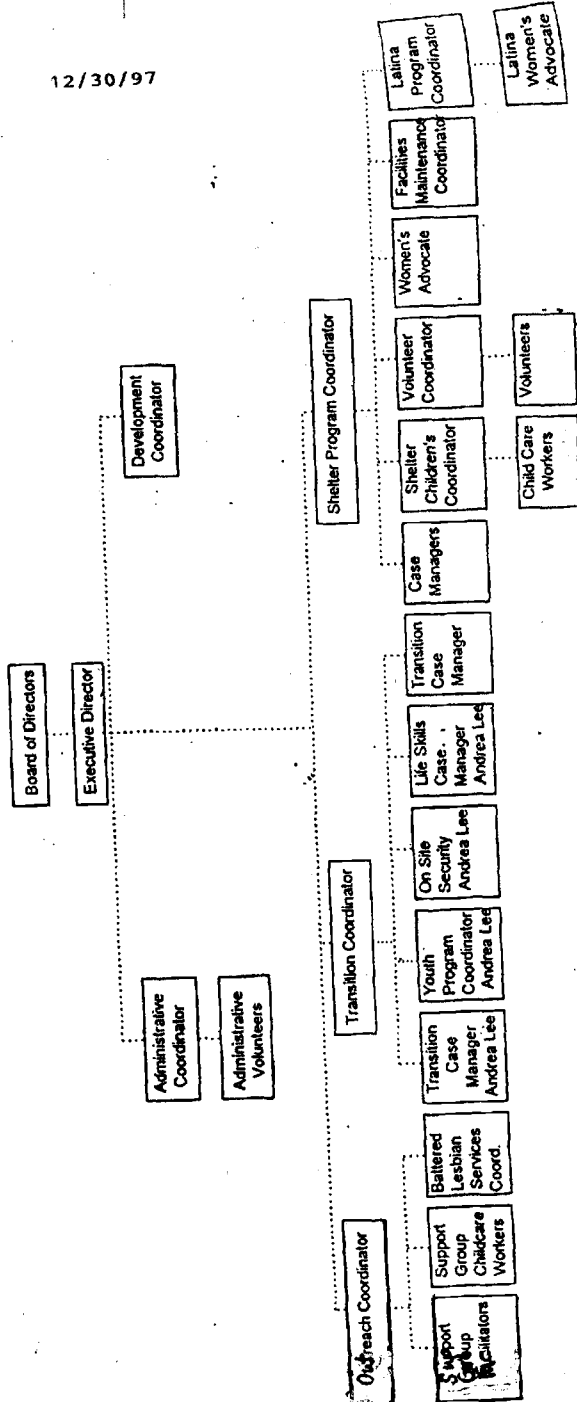 12/30/97
Board of Directors
Executive Director
Administrative
Coordinator
Administrative
Volunteers
Development
Coordinator
Outreach Coordinator
Transition Coordinator
Shelter Program Coordinator
Support
Group
Facilitators
Support
Group
Childcare
Workers
Battered
Lesbian
Services
Coord.
Transition
Case
Manager
Andrea Lee
Youth
Program
Coordinator
Andrea Lee
On Site
Security
Andrea Lee
Life Skills
Case
Manager
Andrea Lee
Transition
Case
Manager
Case
Managers
Shelter
Children's
Coordinator
Child Care
Workers
Volunteer
Coordinator
Volunteers
Women's
Advocate
Facilities
Maintenance
Coordinator
Latina
Program
Coordinator
Latina
Women's
Advocate